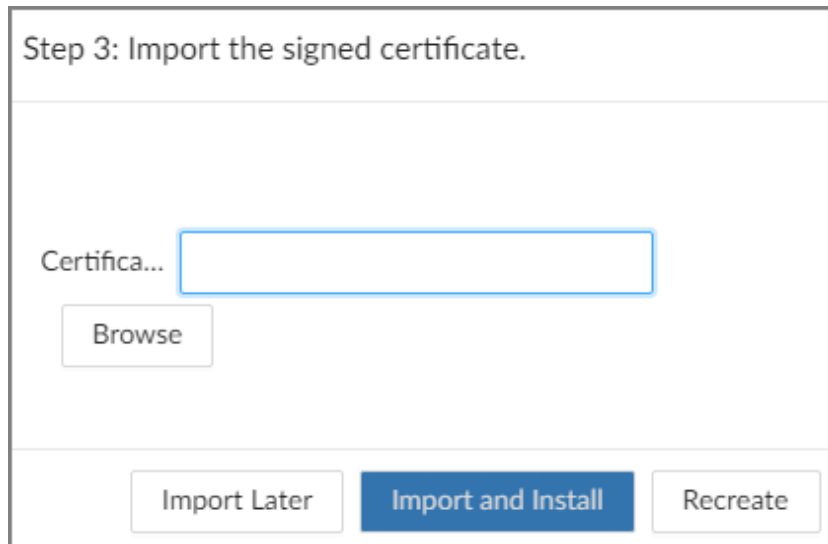 Step 3: Import the signed certificate.
Certifica...
Browse
Import Later Import and Install Recreate